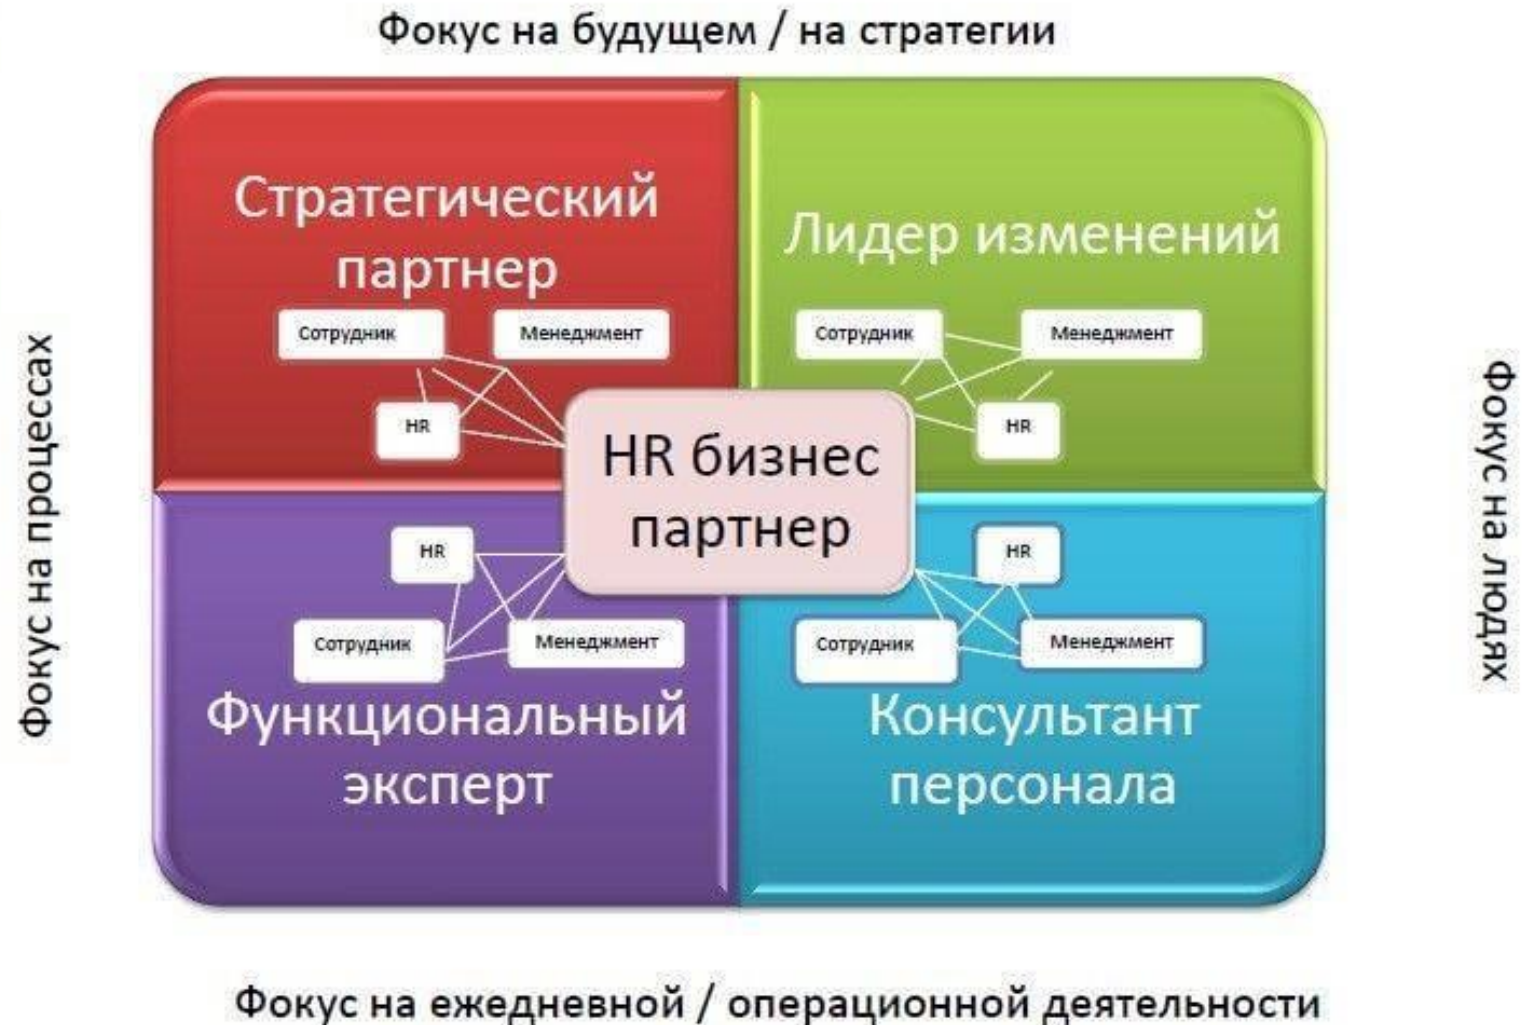 Фокус на будущем / на стратегии
Стратегический
партнер
Сотрудник
Менеджмент
HR
Лидер изменений
Сотрудник
Менеджмент
HR
Фокус на процессах
HR бизнес
партнер
Фокус на людях
HR
Сотрудник
Менеджмент
Функциональный
эксперт
HR
Сотрудник
Менеджмент
Консультант
персонала
Фокус на ежедневной / операционной деятельности